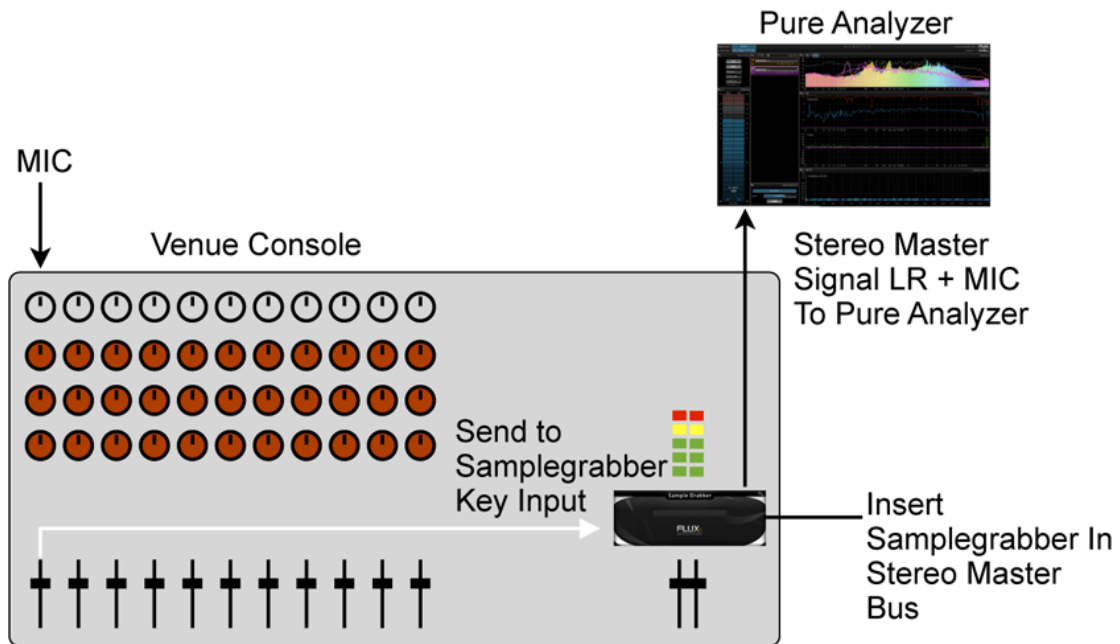 Pure Analyzer
MIC
Venue Console
Stereo Master
Signal LR + MIC
To Pure Analyzer
Send to
Samplegrabber
Key Input
Sample Grabber
FLUX
Insert
Samplegrabber In
Stereo Master
Bus